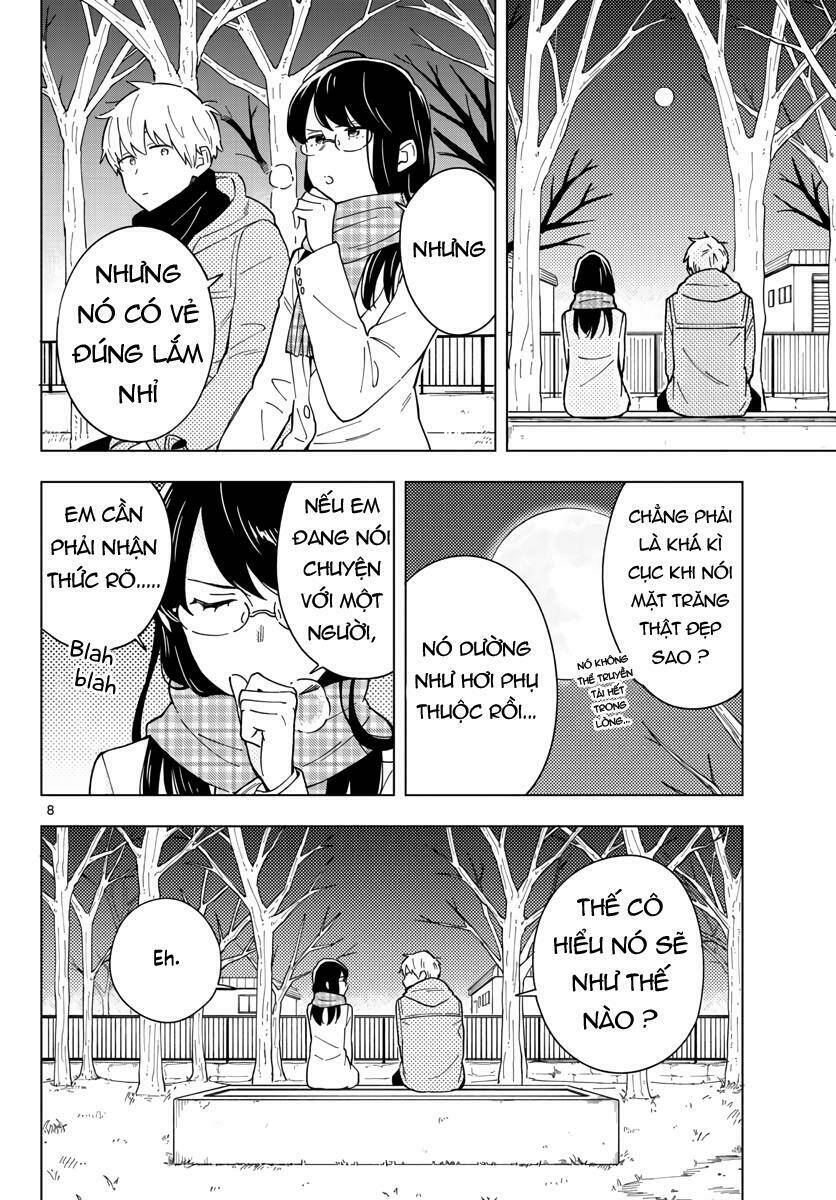 NHƯNG
NHƯNG
NÓ CÓ VẺ
ĐÚNG LẮM
NHỈ
CHẲNG PHẢI
LÀ KHÁ KÌ
CỤC KHI NÓI
MẶT TRĂNG
THẬT ĐẸP
SAO ?
NÓ KHÔNG
THỂ TRUYỀN
TẢI HẾT
TRONG
LÒNG...
NÓ DƯỜNG
NHƯ HƠI PHỤ
THUỘC RỒI...
NẾU EM
ĐANG NÓI
CHUYỆN
VỚI MỘT
NGƯỜI,
EM CẦN
PHẢI NHẬN
THỨC RÕ.....
Blah
blah
8
THẾ CÔ
HIỂU NÓ SẼ
NHƯ THẾ
NÀO ?
Eh.